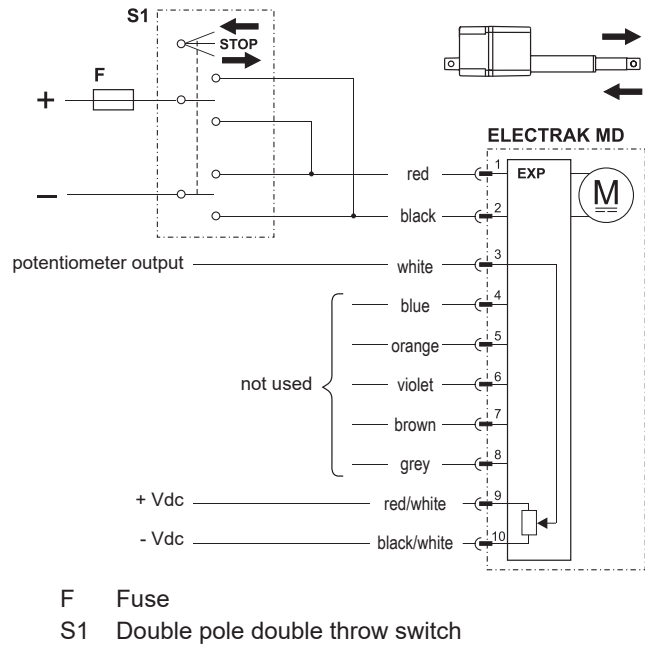 S1
STOP
F
+
–
ELECTRAK MD
EXP
M
red 1
black 2
potentiometer output white 3
blue 4
orange 5
not used violet 6
brown 7
grey 8
+ Vdc red/white 9
- Vdc black/white 10
F Fuse
S1 Double pole double throw switch